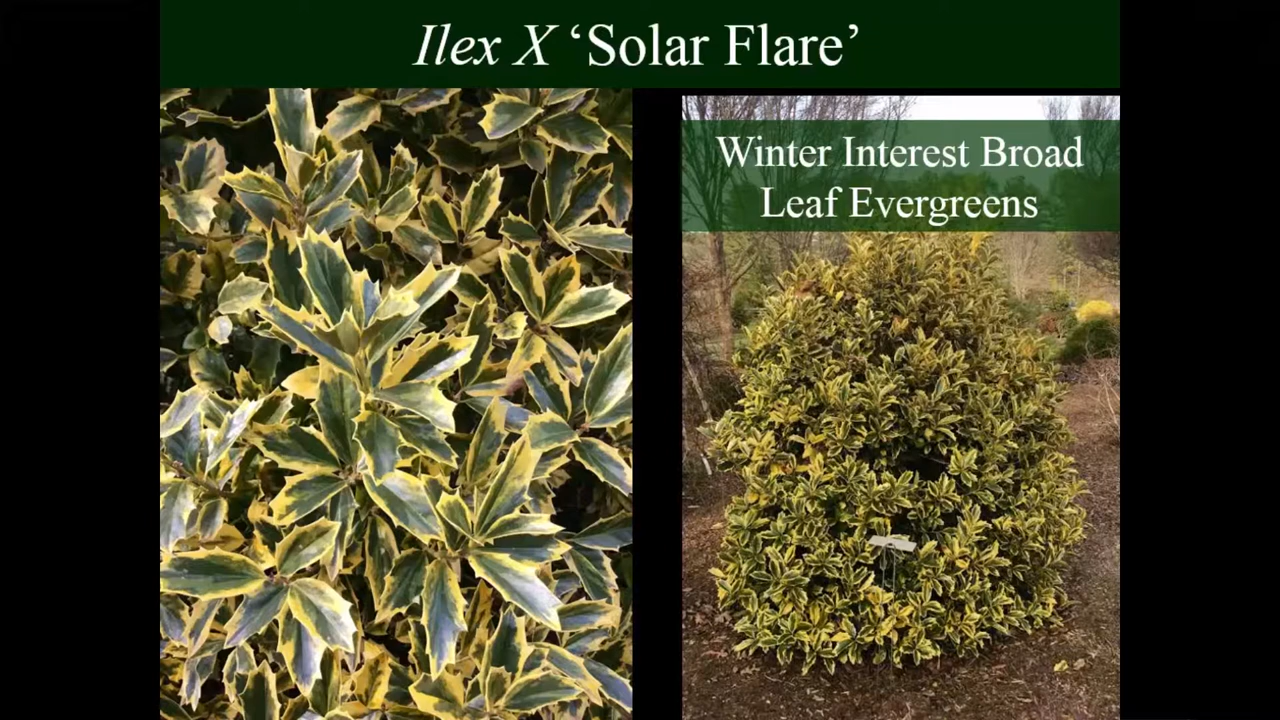 Ilex X ‘Solar Flare’
Winter Interest Broad
Leaf Evergreens